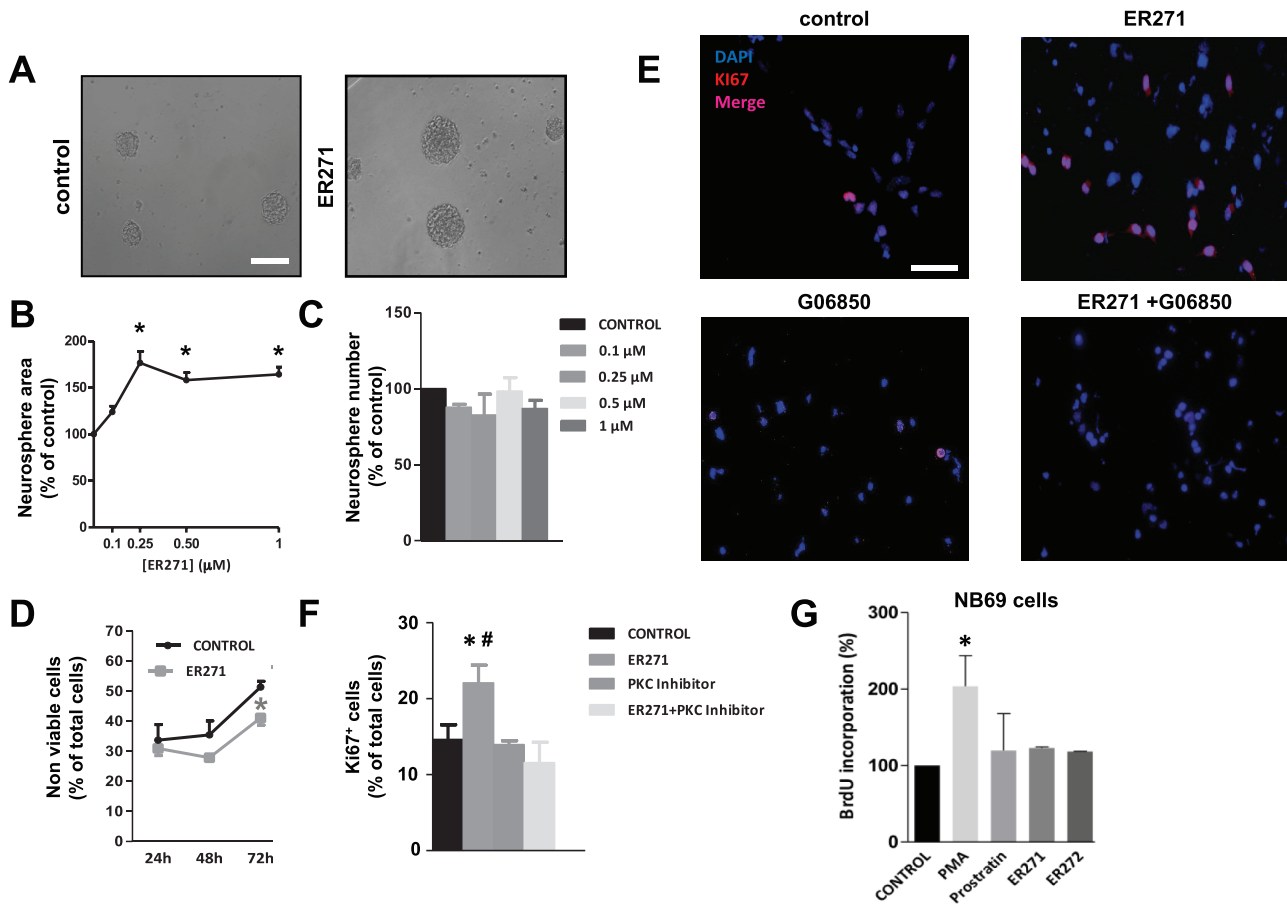 A
control
ER271
B
Neurosphere area
(% of control)
200
150
100
50
0
0.1
0.25
0.50
1
[ER271] (μM)
*
*
*
C
Neurosphere number
(% of control)
150
100
50
0
CONTROL
0.1 μM
0.25 μM
0.5 μM
1 μM
D
Non viable cells
(% of total cells)
70
60
50
40
30
20
10
0
CONTROL
ER271
*
24h
48h
72h
E
control
ER271
DAPI
KI67
Merge
G06850
ER271 +G06850
F
Ki67+ cells
(% of total cells)
30
20
10
0
* #
CONTROL
ER271
PKC Inhibitor
ER271+PKC Inhibitor
G
NB69 cells
BrdU incorporation (%)
300
200
100
0
*
CONTROL
PMA
Prostratin
ER271
ER272